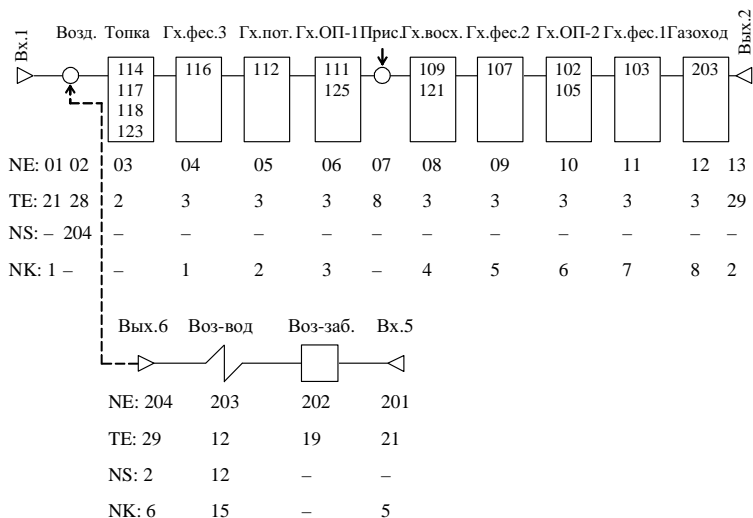 Вх.1 Возд. Топка Гх.фес.3 Гх.пот. Гх.ОП-1 Прис. Гх.восх. Гх.фес.2 Гх.ОП-2 Гх.фес.1 Газоход Вых.2
114 116 112 111 109 107 102 103 203
117 125 121 105
118
123
NE: 01 02 03 04 05 06 07 08 09 10 11 12 13
TE: 21 28 2 3 3 3 8 3 3 3 3 3 29
NS: – 204 – – – – – – – – – – –
NK: 1 – – 1 2 3 – 4 5 6 7 8 2
Вых.6 Воз-вод Воз-заб. Вх.5
NE: 204 203 202 201
TE: 29 12 19 21
NS: 2 12 – –
NK: 6 15 – 5